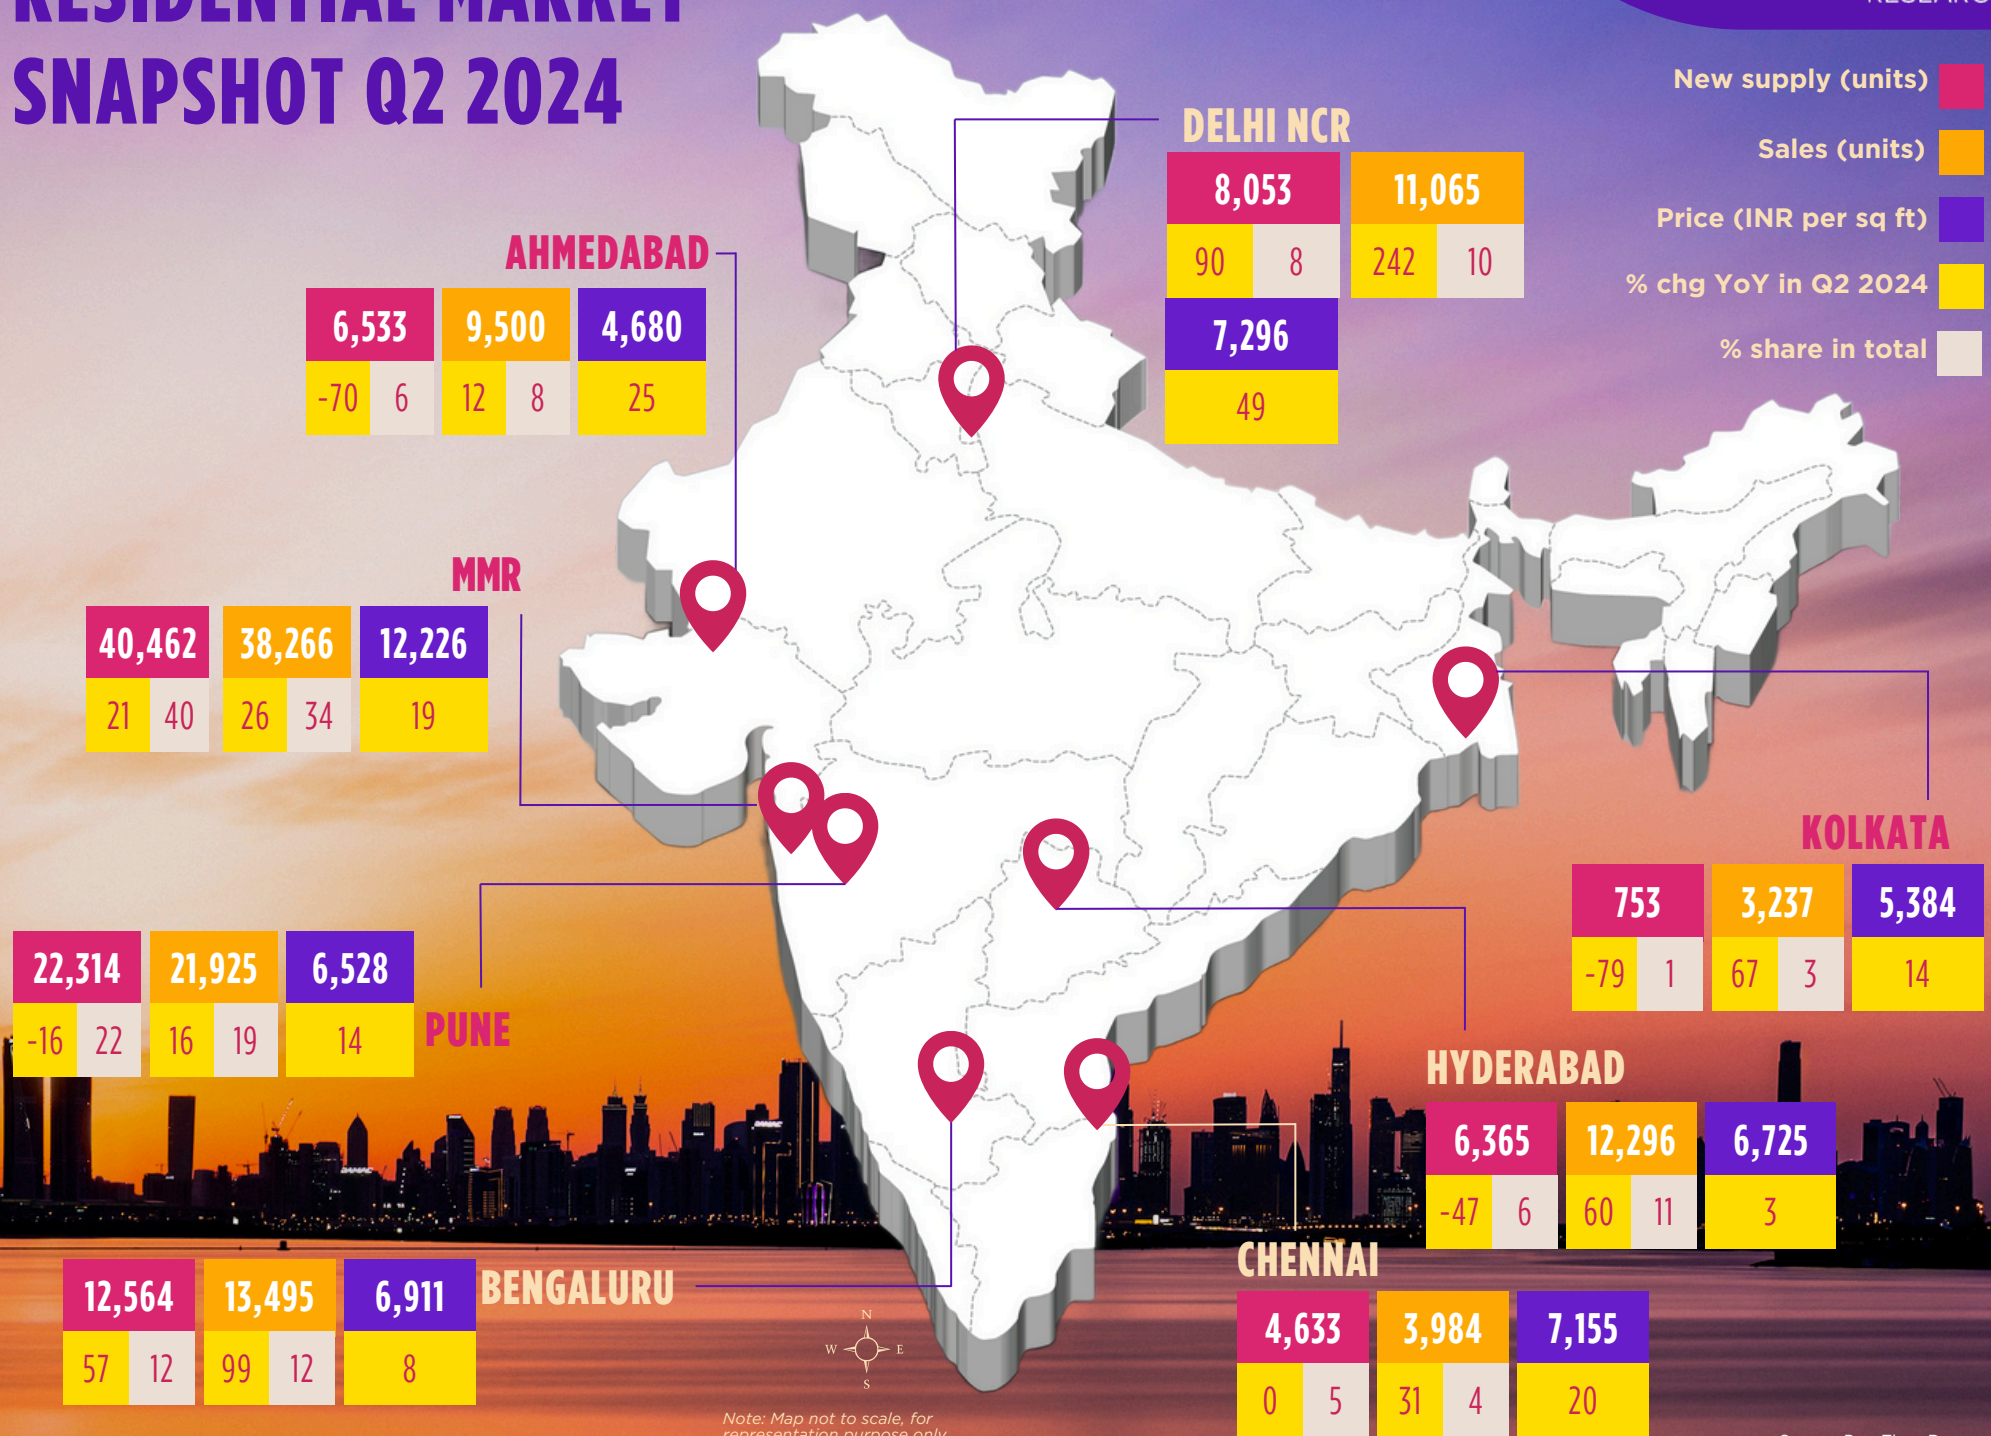 RESIDENTIAL MARKET
SNAPSHOT Q2 2024
New supply (units)
Sales (units)
Price (INR per sq ft)
% chg YoY in Q2 2024
% share in total
DELHI NCR
8,053 11,065
90 8 242 10
7,296
49
AHMEDABAD
6,533 9,500 4,680
-70 6 12 8 25
MMR
40,462 38,266 12,226
21 40 26 34 19
KOLKATA
753 3,237 5,384
-79 1 67 3 14
22,314 21,925 6,528
-16 22 16 19 14
PUNE
HYDERABAD
6,365 12,296 6,725
-47 6 60 11 3
BENGALURU
12,564 13,495 6,911
57 12 99 12 8
CHENNAI
4,633 3,984 7,155
0 5 31 4 20
N
W E
S
Note: Map not to scale, for
representation purpose only